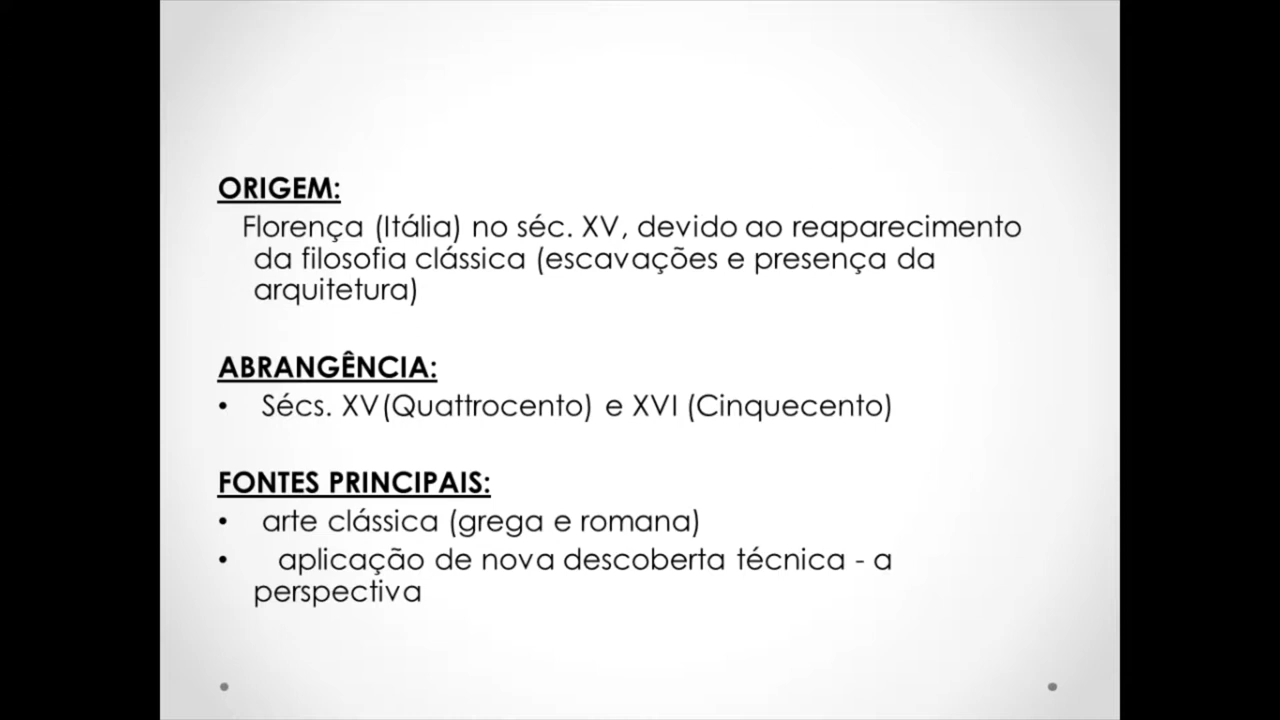 ORIGEM:
Florença (Itália) no séc. XV, devido ao reaparecimento
da filosofia clássica (escavações e presença da
arquitetura)
ABRANGÊNCIA:
• Sécs. XV(Quattrocento) e XVI (Cinquecento)
FONTES PRINCIPAIS:
• arte clássica (grega e romana)
• aplicação de nova descoberta técnica - a
perspectiva